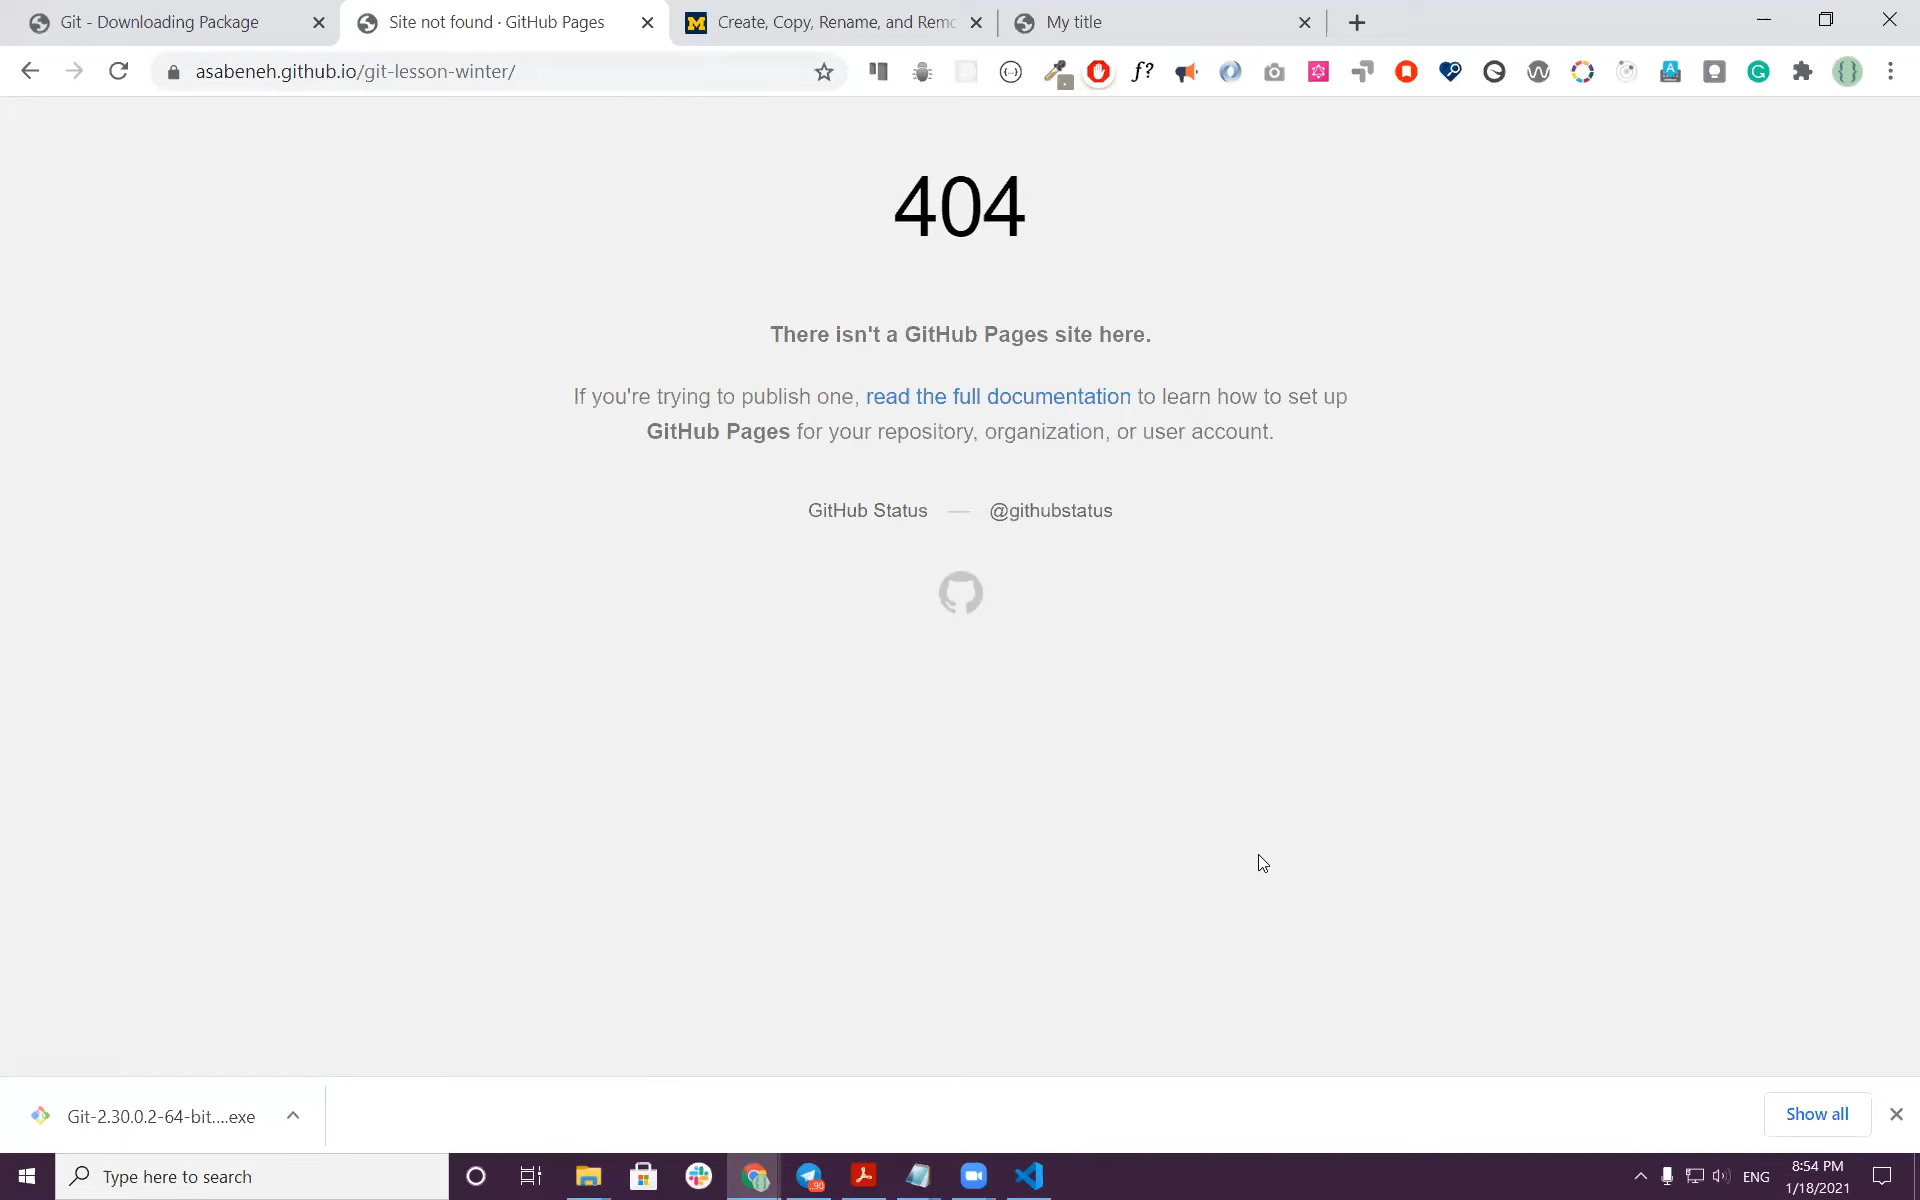 Git - Downloading Package
Site not found · GitHub Pages
Create, Copy, Rename, and Remo
My title
asabeneh.github.io/git-lesson-winter/
f?
404
There isn't a GitHub Pages site here.
If you're trying to publish one, read the full documentation to learn how to set up
GitHub Pages for your repository, organization, or user account.
GitHub Status — @githubstatus
Git-2.30.0.2-64-bit....exe
Show all
Type here to search
ENG
8:54 PM
1/18/2021